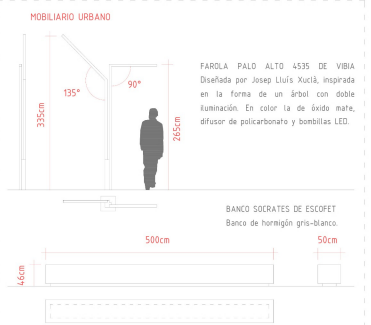 MOBILIARIO URBANO
FAROLA PALO ALTO 4535 DE VIBIA
Diseñada por Josep Lluís Xuclà, inspirada
en la forma de un árbol con doble
iluminación. En color la de óxido mate,
difusor de policarbonato y bombillas LED.
135°
90°
335cm
265cm
BANCO SOCRATES DE ESCOFET
Banco de hormigón gris-blanco.
500cm
50cm
46cm